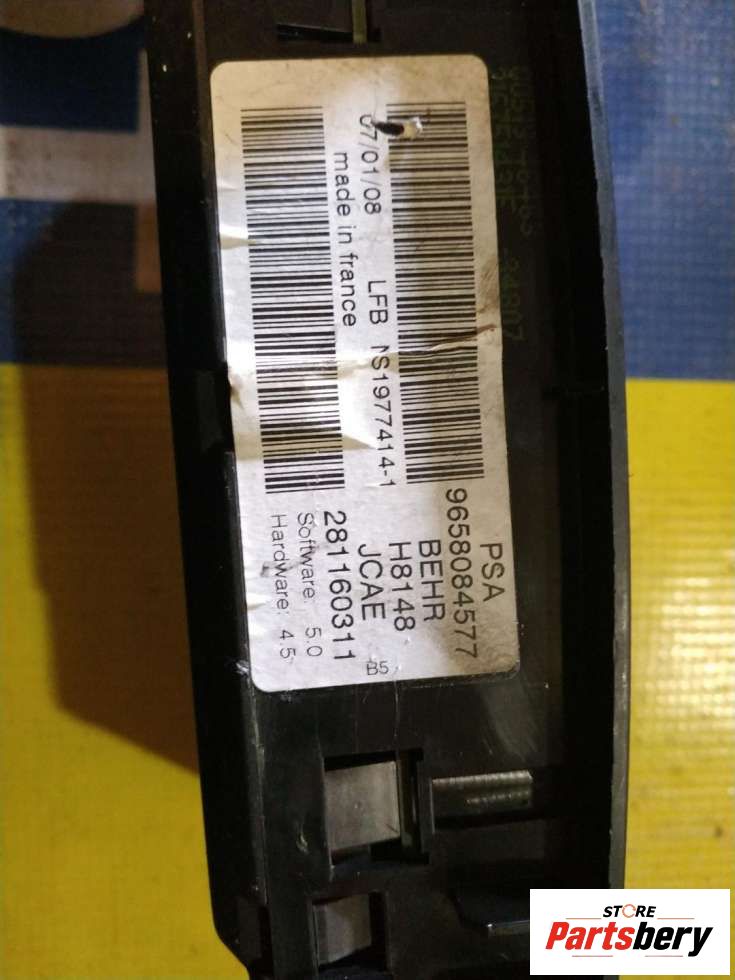 PSA
9658084577
BEHR
H8148
JCAE
281160311
B5
Software: 5.0
Hardware: 4.5
07/01/08 LFB NS1977414-1
made in france
STORE
Partsbery